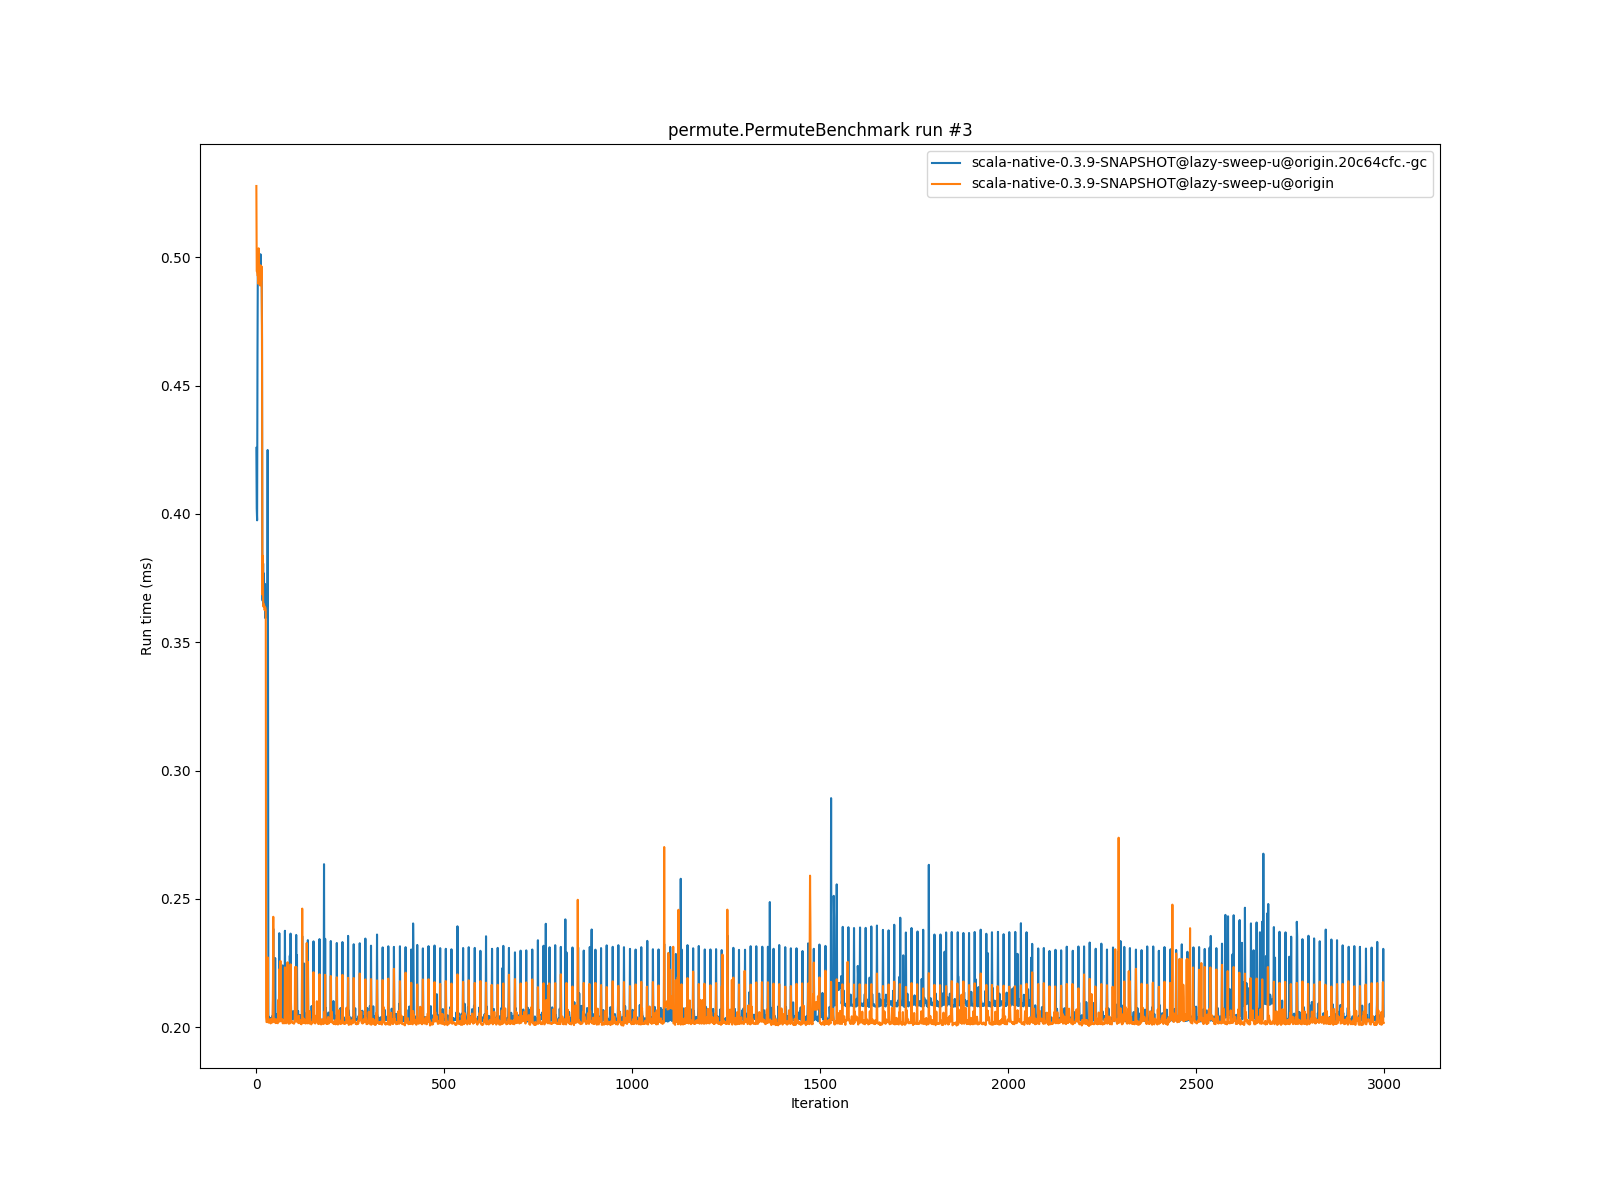 permute.PermuteBenchmark run #3
scala-native-0.3.9-SNAPSHOT@lazy-sweep-u@origin.20c64cfc.-gc
scala-native-0.3.9-SNAPSHOT@lazy-sweep-u@origin
0.50
0.45
0.40
0.35
0.30
0.25
0.20
Run time (ms)
0 500 1000 1500 2000 2500 3000
Iteration